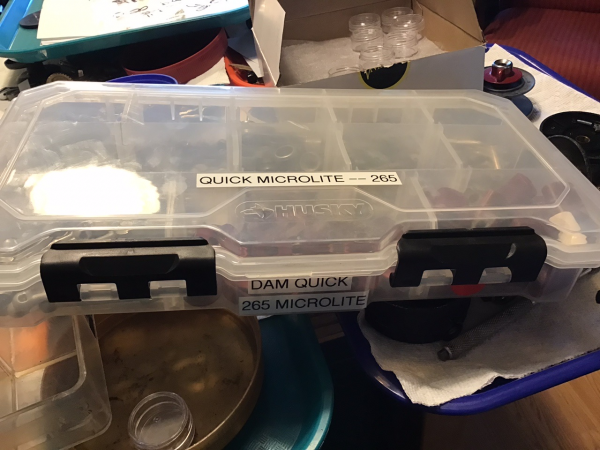 QUICK MICROLITE -- 265
HUSKY
DAM QUICK
265 MICROLITE